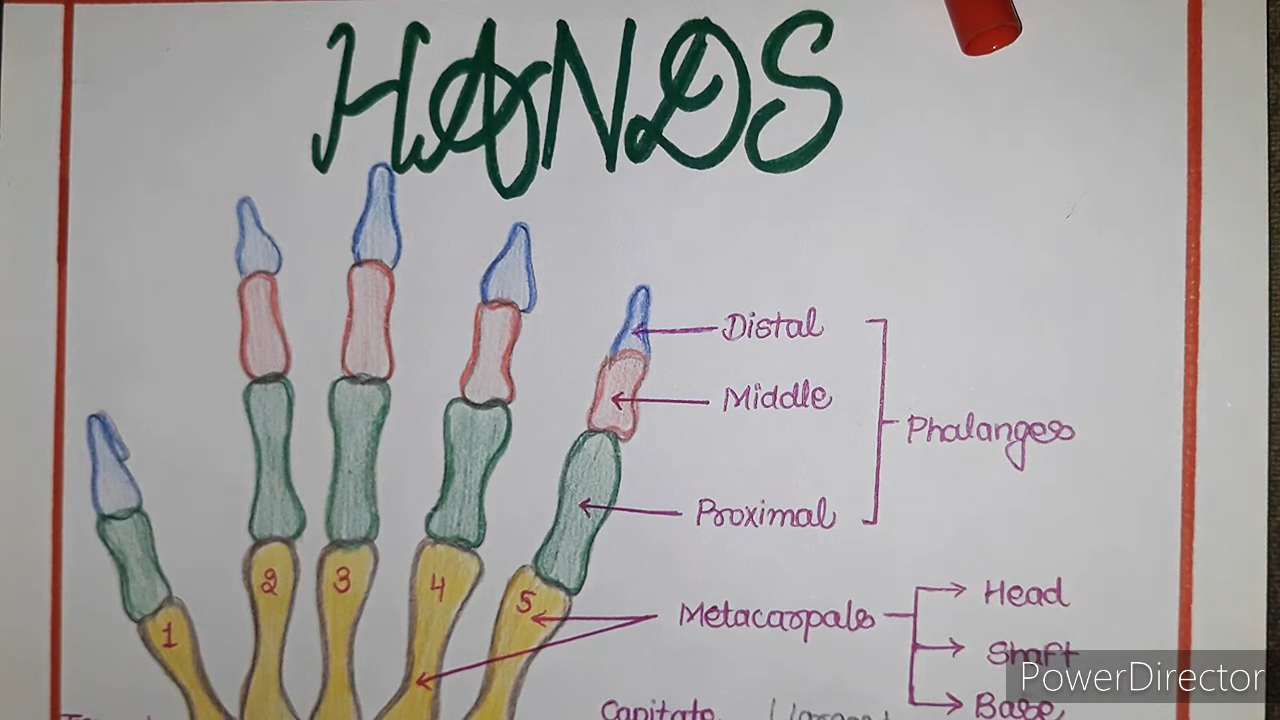 HANDS
Distal
Middle
Phalanges
Proximal
2 3 4 5 1
Metacarpals
Head
Shaft
Base
Capitate
PowerDirector